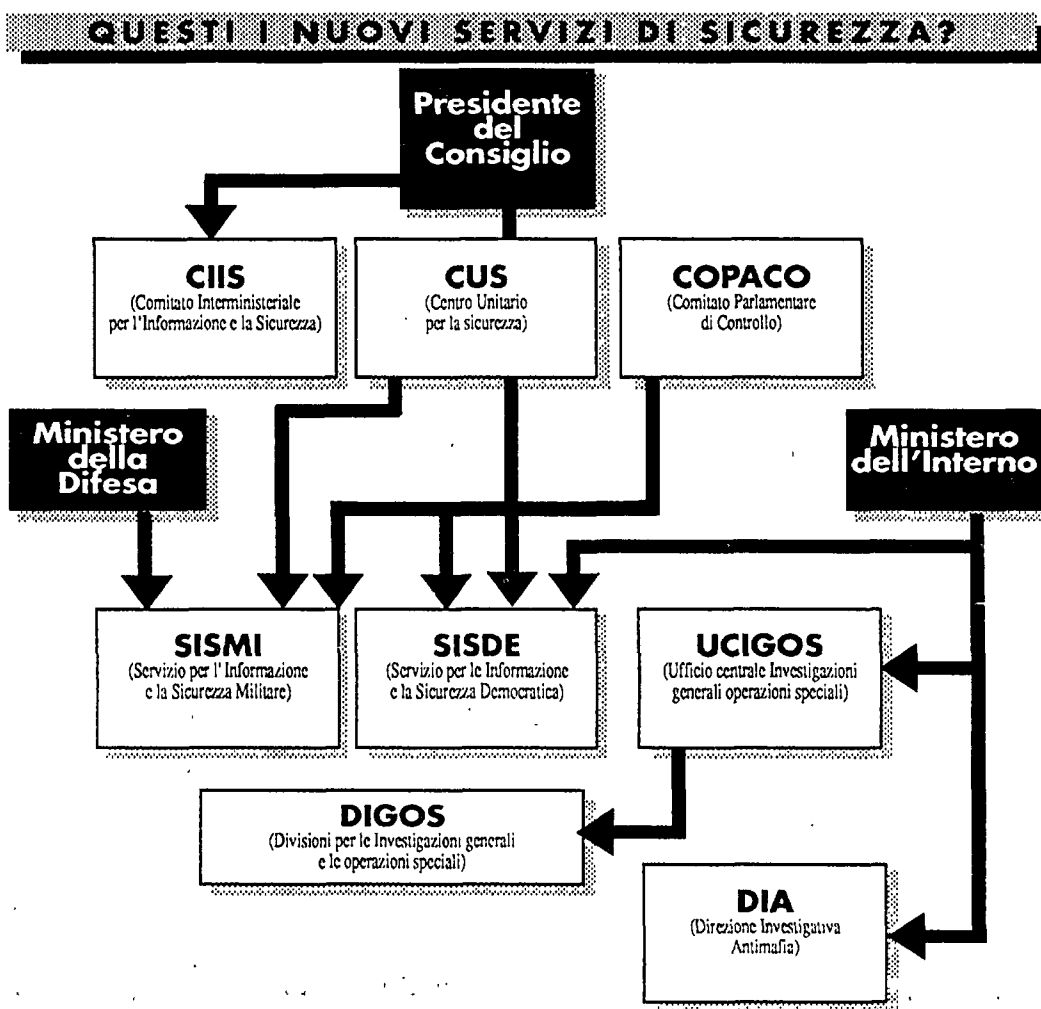 QUESTI I NUOVI SERVIZI DI SICUREZZA?
Presidente
del
Consiglio
CIIS
(Comitato Interministeriale
per l'Informazione e la Sicurezza)
CUS
(Centro Unitario
per la sicurezza)
COPACO
(Comitato Parlamentare
di Controllo)
Ministero
della
Difesa
Ministero
dell'Interno
SISMI
(Servizio per l'Informazione
e la Sicurezza Militare)
SISDE
(Servizio per le Informazione
e la Sicurezza Democratica)
UCIGOS
(Ufficio centrale Investigazioni
generali operazioni speciali)
DIGOS
(Divisioni per le Investigazioni generali
e le operazioni speciali)
DIA
(Direzione Investigativa
Antimafia)